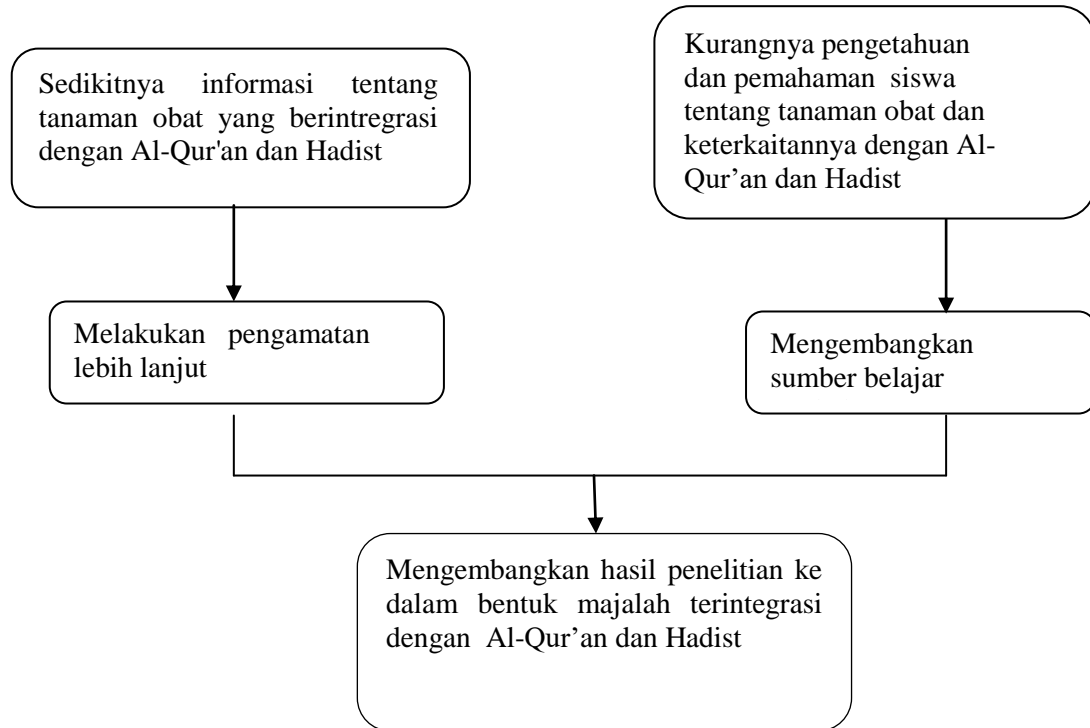 Sedikitnya informasi tentang
tanaman obat yang berintregrasi
dengan Al-Qur'an dan Hadist
Kurangnya pengetahuan
dan pemahaman siswa
tentang tanaman obat dan
keterkaitannya dengan Al-
Qur’an dan Hadist
Melakukan pengamatan
lebih lanjut
Mengembangkan
sumber belajar
Mengembangkan hasil penelitian ke
dalam bentuk majalah terintegrasi
dengan Al-Qur’an dan Hadist